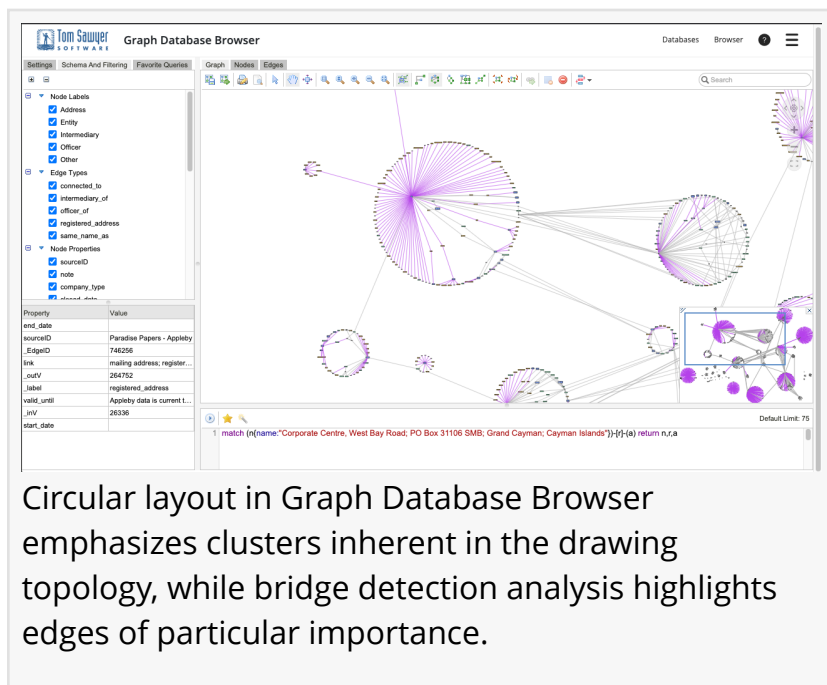 Tom Sawyer
SOFTWARE
Graph Database Browser
Databases Browser ?
Settings Schema And Filtering Favorite Queries
Graph Nodes Edges
Search
Node Labels
Address
Entity
Intermediary
Officer
Other
Edge Types
connected_to
intermediary_of
officer_of
registered_address
same_name_as
Node Properties
sourceID
note
company_type
Property Value
end_date
sourceID Paradise Papers - Appleby
_EdgeID 746256
link mailing address; register...
_outV 264752
_label registered_address
valid_until Appleby data is current t...
_inV 26336
start_date
Default Limit: 75
1 match (n{name:"Corporate Centre, West Bay Road; PO Box 31106 SMB; Grand Cayman; Cayman Islands"})-[r]-(a) return n,r,a
Circular layout in Graph Database Browser
emphasizes clusters inherent in the drawing
topology, while bridge detection analysis highlights
edges of particular importance.